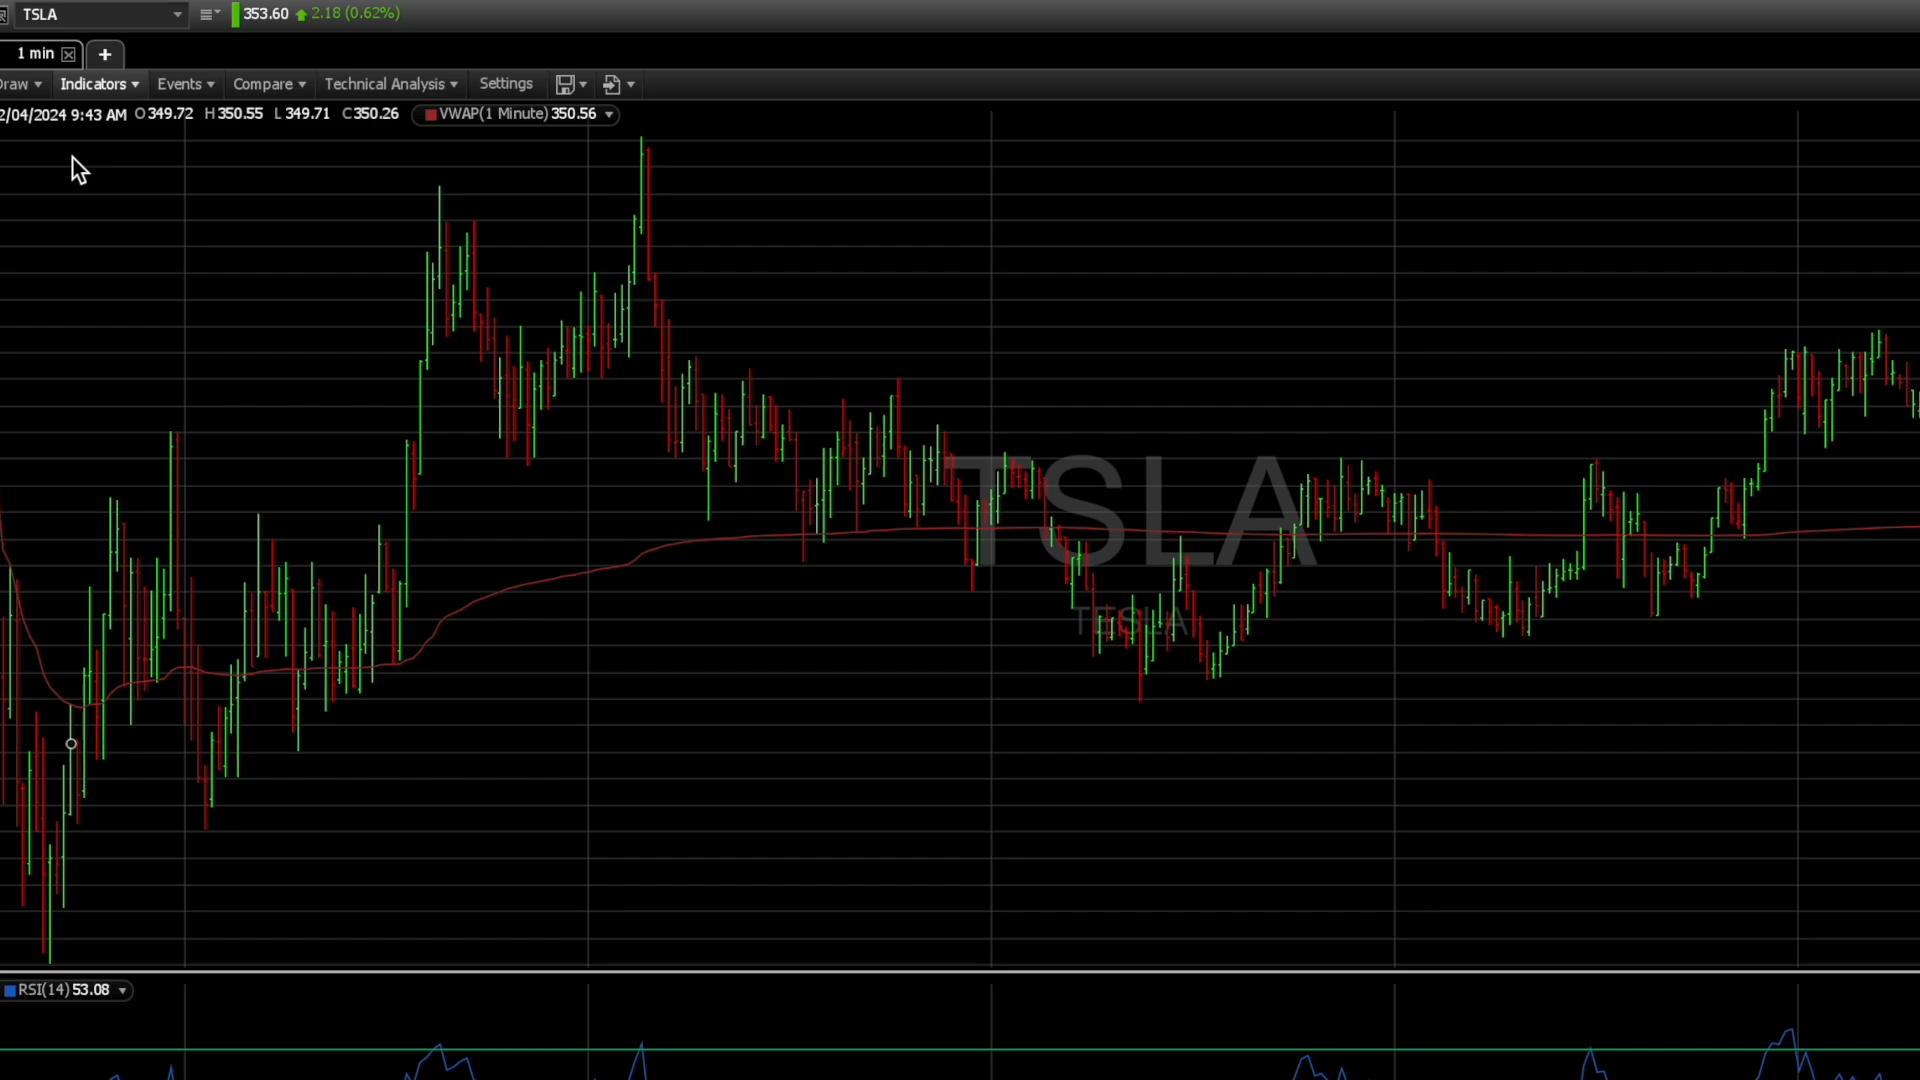 TSLA 353.60 2.18 (0.62%)
1 min +
Draw Indicators Events Compare Technical Analysis Settings
2/04/2024 9:43 AM O 349.72 H 350.55 L 349.71 C 350.26 VWAP(1 Minute) 350.56
TSLA
TESLA
RSI(14) 53.08